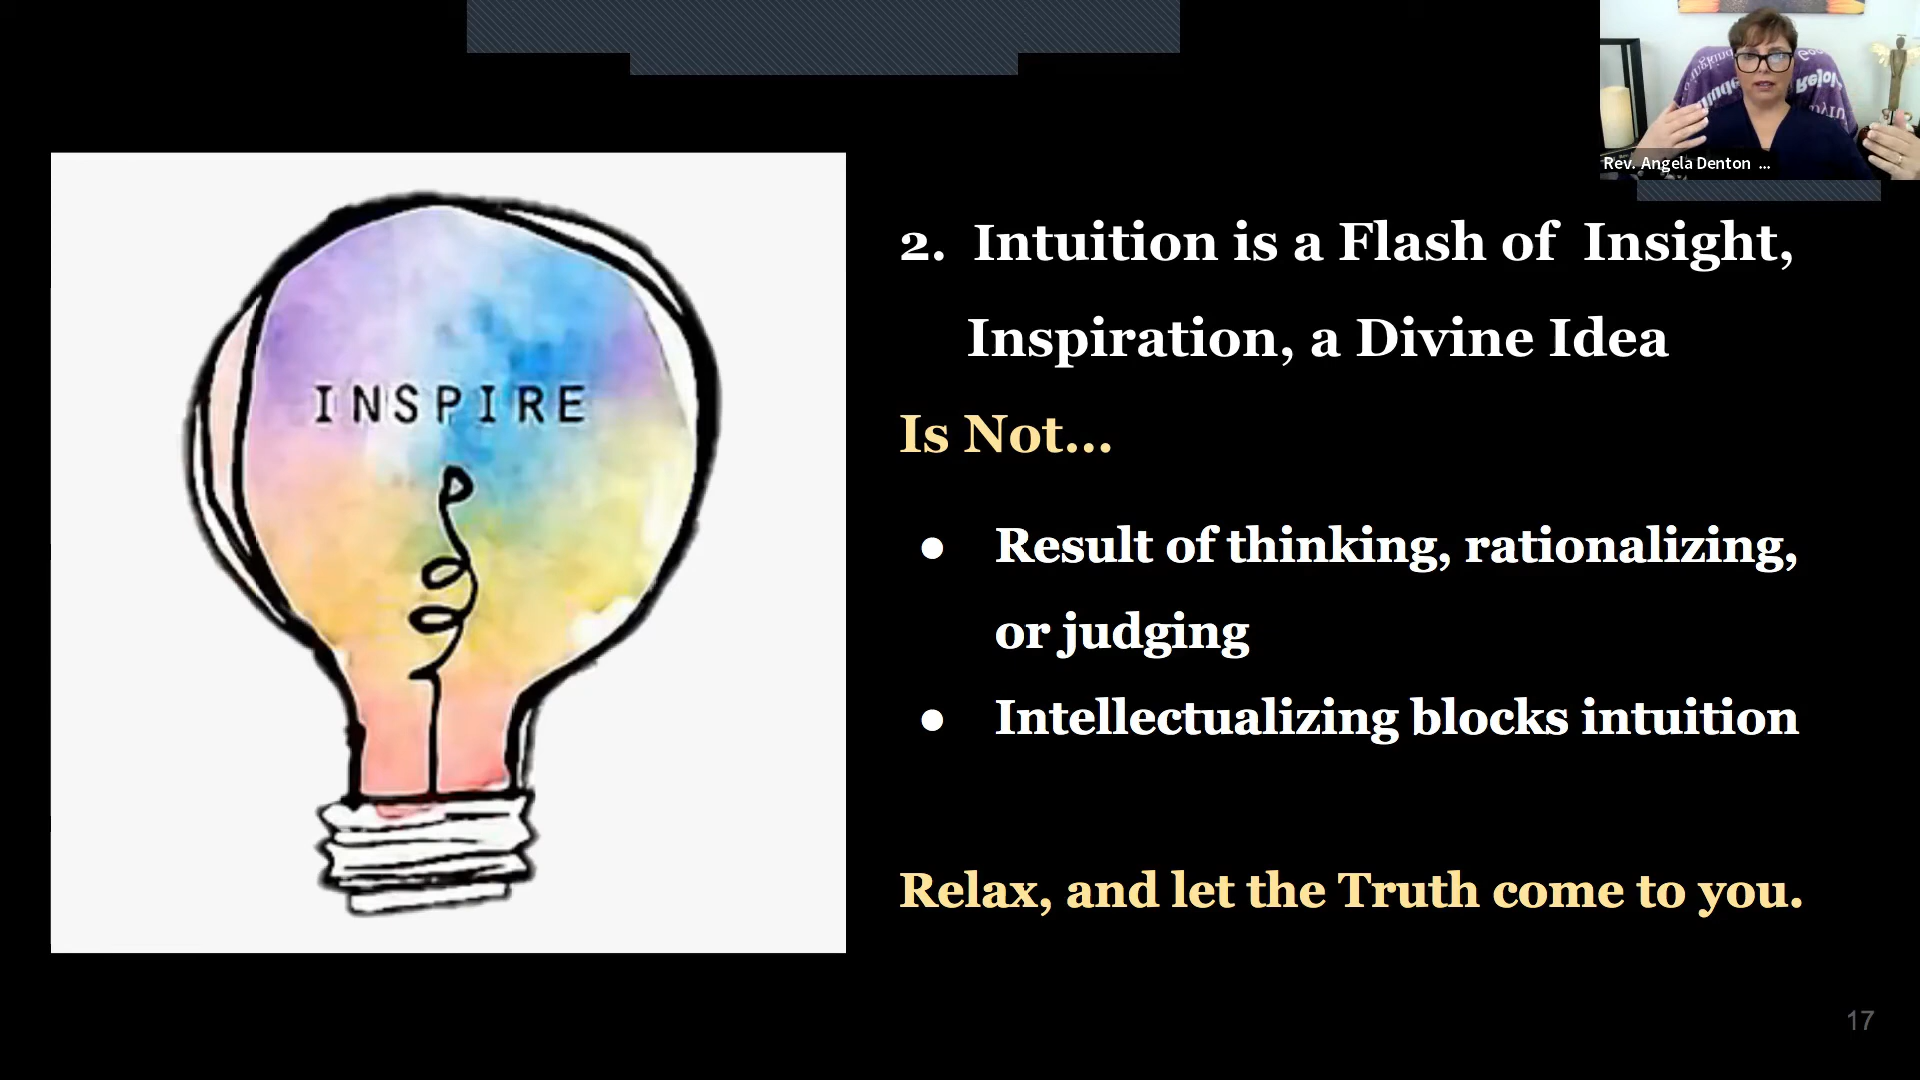 Rev. Angela Denton ...
2. Intuition is a Flash of Insight,
Inspiration, a Divine Idea
INSPIRE
Is Not...
● Result of thinking, rationalizing,
or judging
● Intellectualizing blocks intuition
Relax, and let the Truth come to you.
17